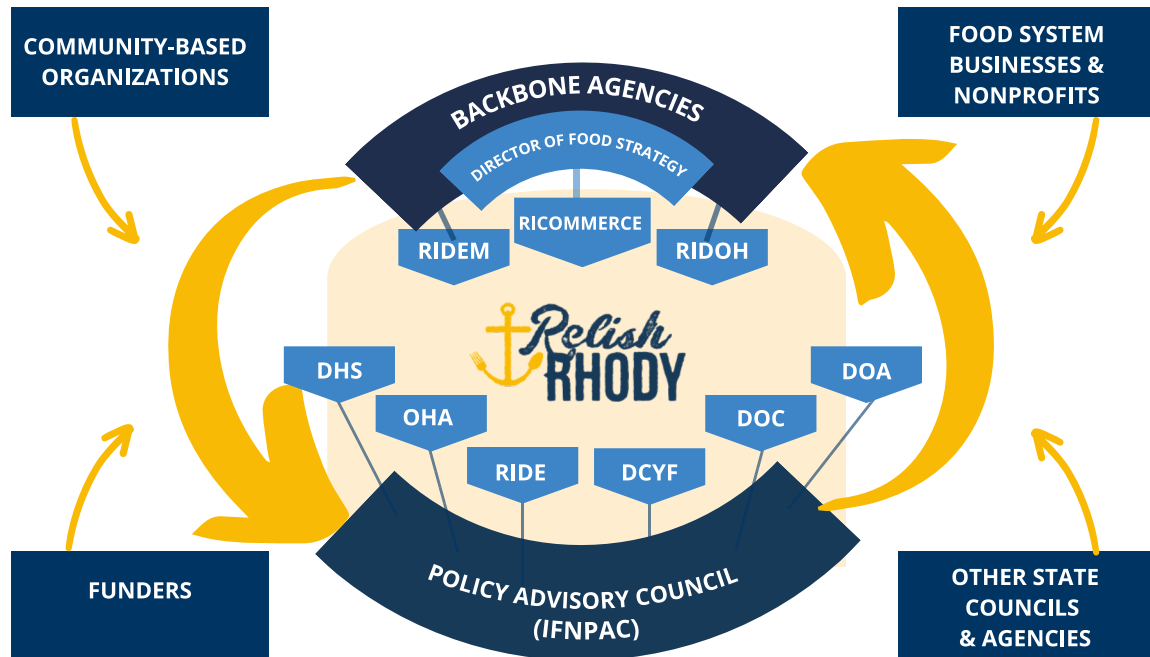 COMMUNITY-BASED
ORGANIZATIONS
FOOD SYSTEM
BUSINESSES &
NONPROFITS
BACKBONE AGENCIES
DIRECTOR OF FOOD STRATEGY
RICOMMERCE
RIDEM
RIDOH
Relish
RHODY
DHS
DOA
OHA
DOC
RIDE
DCYF
POLICY ADVISORY COUNCIL
(IFNPAC)
FUNDERS
OTHER STATE
COUNCILS
& AGENCIES